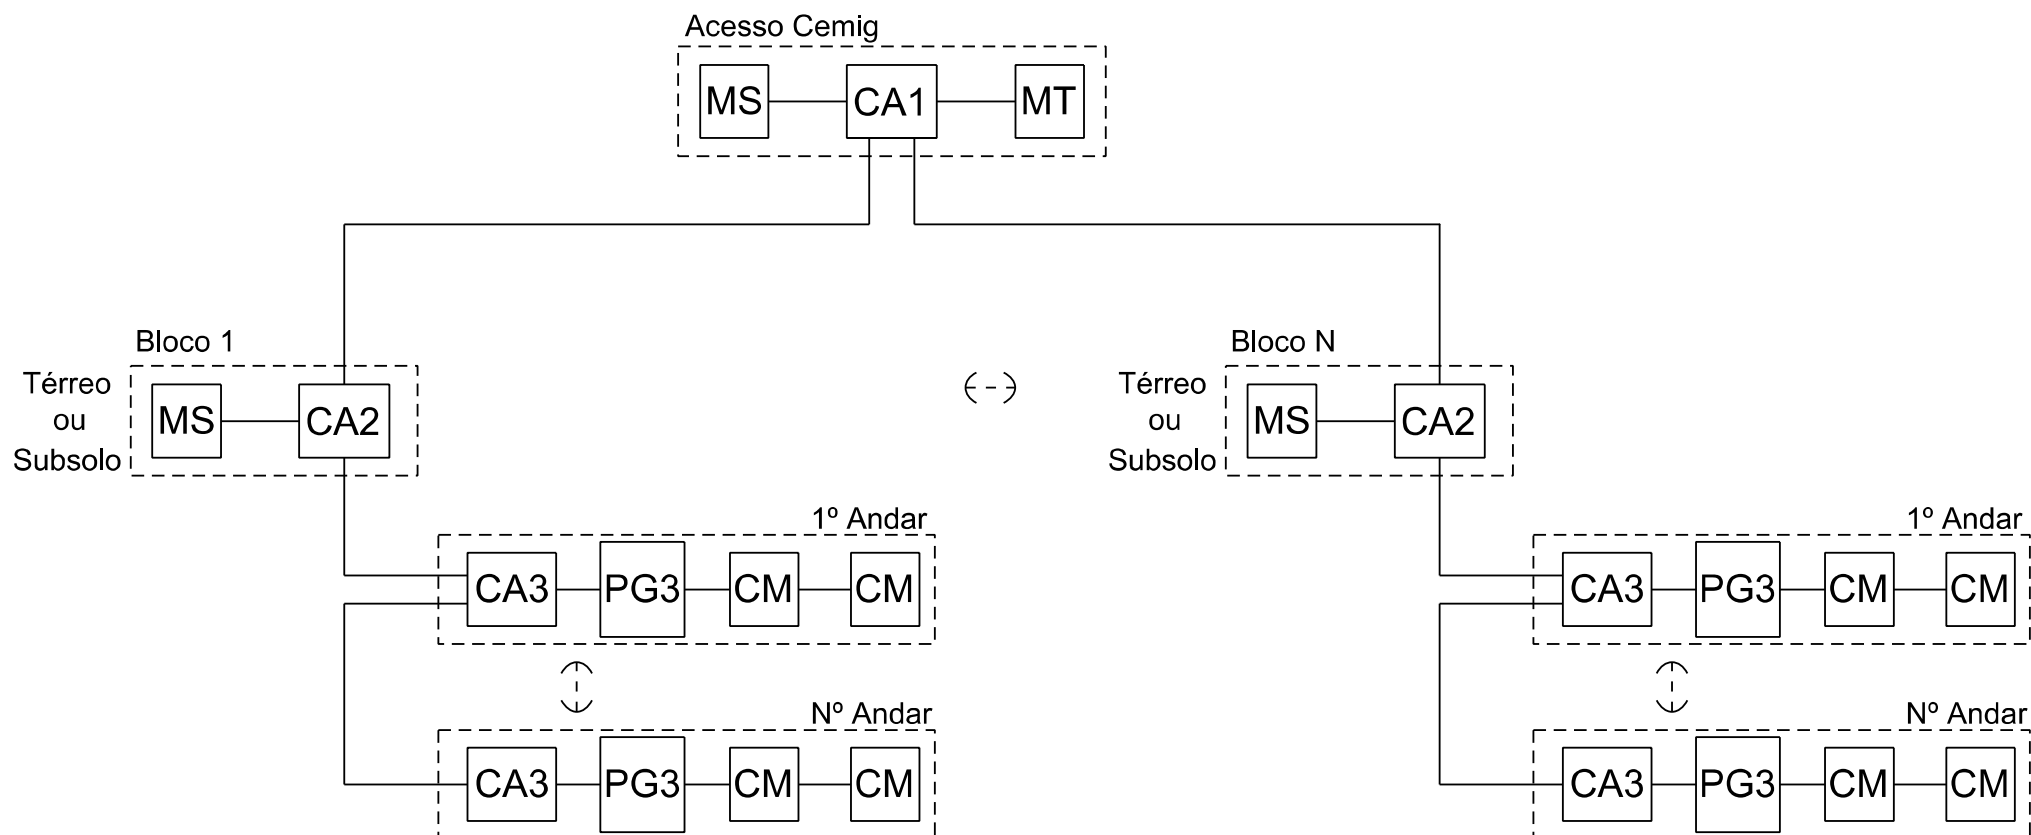 Acesso Cemig
MS
CA1
MT
Bloco 1
Térreo
ou
Subsolo
MS
CA2
1º Andar
CA3
PG3
CM
CM
Nº Andar
CA3
PG3
CM
CM
Bloco N
Térreo
ou
Subsolo
MS
CA2
1º Andar
CA3
PG3
CM
CM
Nº Andar
CA3
PG3
CM
CM